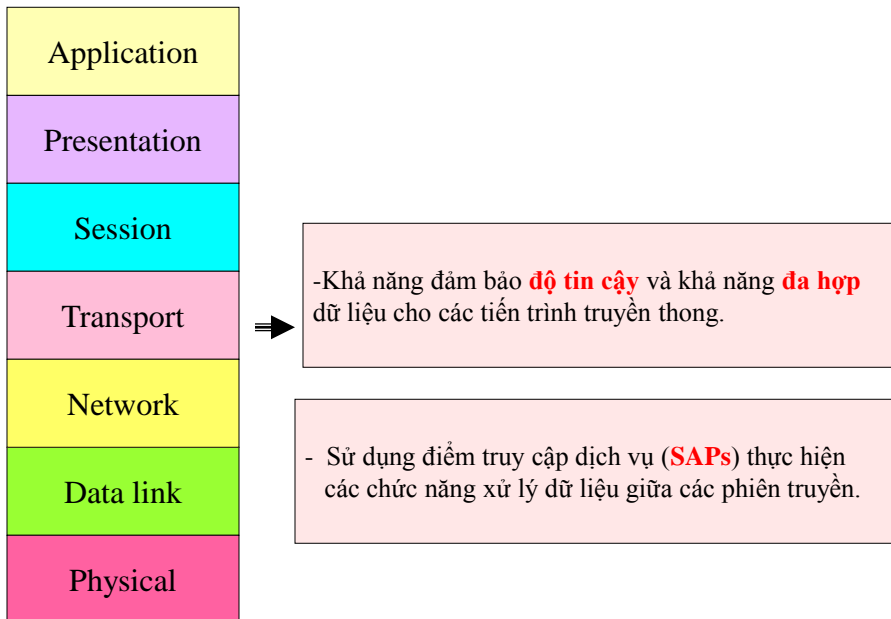 Application
Presentation
Session
Transport
Network
Data link
Physical
-Khả năng đảm bảo độ tin cậy và khả năng đa hợp
dữ liệu cho các tiến trình truyền thong.
- Sử dụng điểm truy cập dịch vụ (SAPs) thực hiện
các chức năng xử lý dữ liệu giữa các phiên truyền.